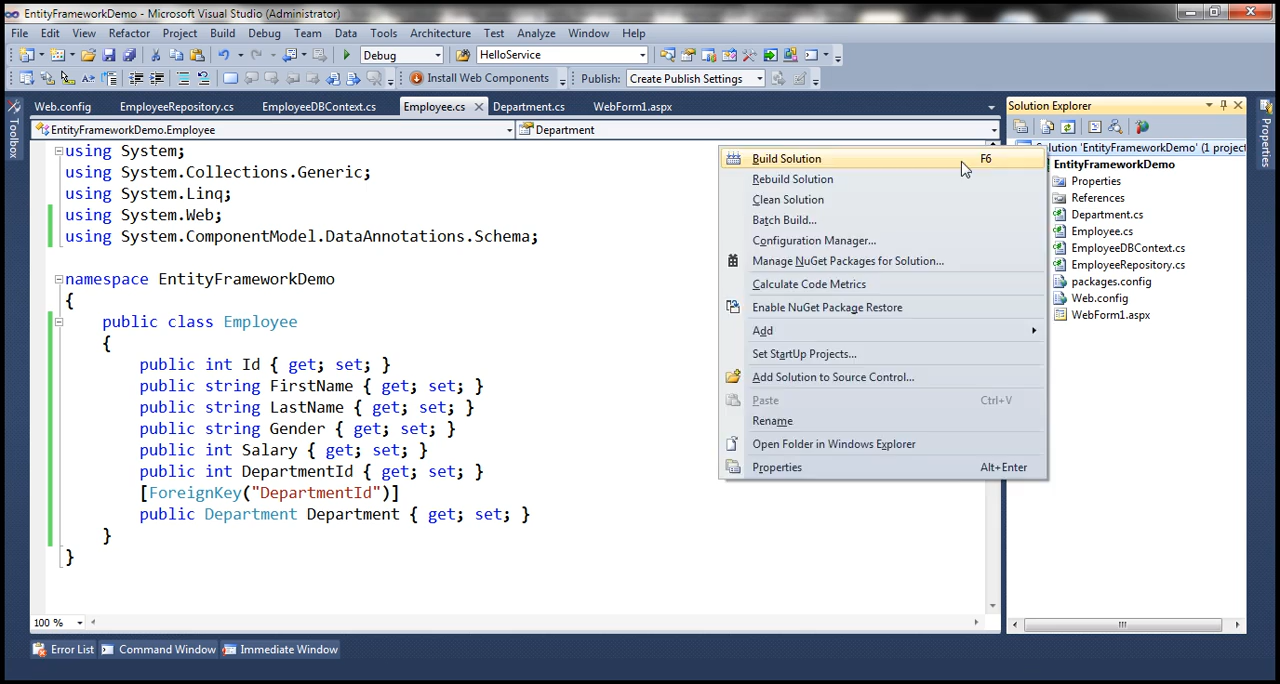 EntityFrameworkDemo - Microsoft Visual Studio (Administrator)
File Edit View Refactor Project Build Debug Team Data Tools Architecture Test Analyze Window Help
Debug HelloService
Install Web Components Publish: Create Publish Settings
Web.config EmployeeRepository.cs EmployeeDBContext.cs Employee.cs Department.cs WebForm1.aspx
EntityFrameworkDemo.Employee Department
using System;
using System.Collections.Generic;
using System.Linq;
using System.Web;
using System.ComponentModel.DataAnnotations.Schema;
namespace EntityFrameworkDemo
{
public class Employee
{
public int Id { get; set; }
public string FirstName { get; set; }
public string LastName { get; set; }
public string Gender { get; set; }
public int Salary { get; set; }
public int DepartmentId { get; set; }
[ForeignKey("DepartmentId")]
public Department Department { get; set; }
}
}
100 %
Build Solution F6
Rebuild Solution
Clean Solution
Batch Build...
Configuration Manager...
Manage NuGet Packages for Solution...
Calculate Code Metrics
Enable NuGet Package Restore
Add
Set StartUp Projects...
Add Solution to Source Control...
Paste Ctrl+V
Rename
Open Folder in Windows Explorer
Properties Alt+Enter
Solution Explorer
Solution 'EntityFrameworkDemo' (1 project
EntityFrameworkDemo
Properties
References
Department.cs
Employee.cs
EmployeeDBContext.cs
EmployeeRepository.cs
packages.config
Web.config
WebForm1.aspx
Toolbox
Properties
Error List Command Window Immediate Window